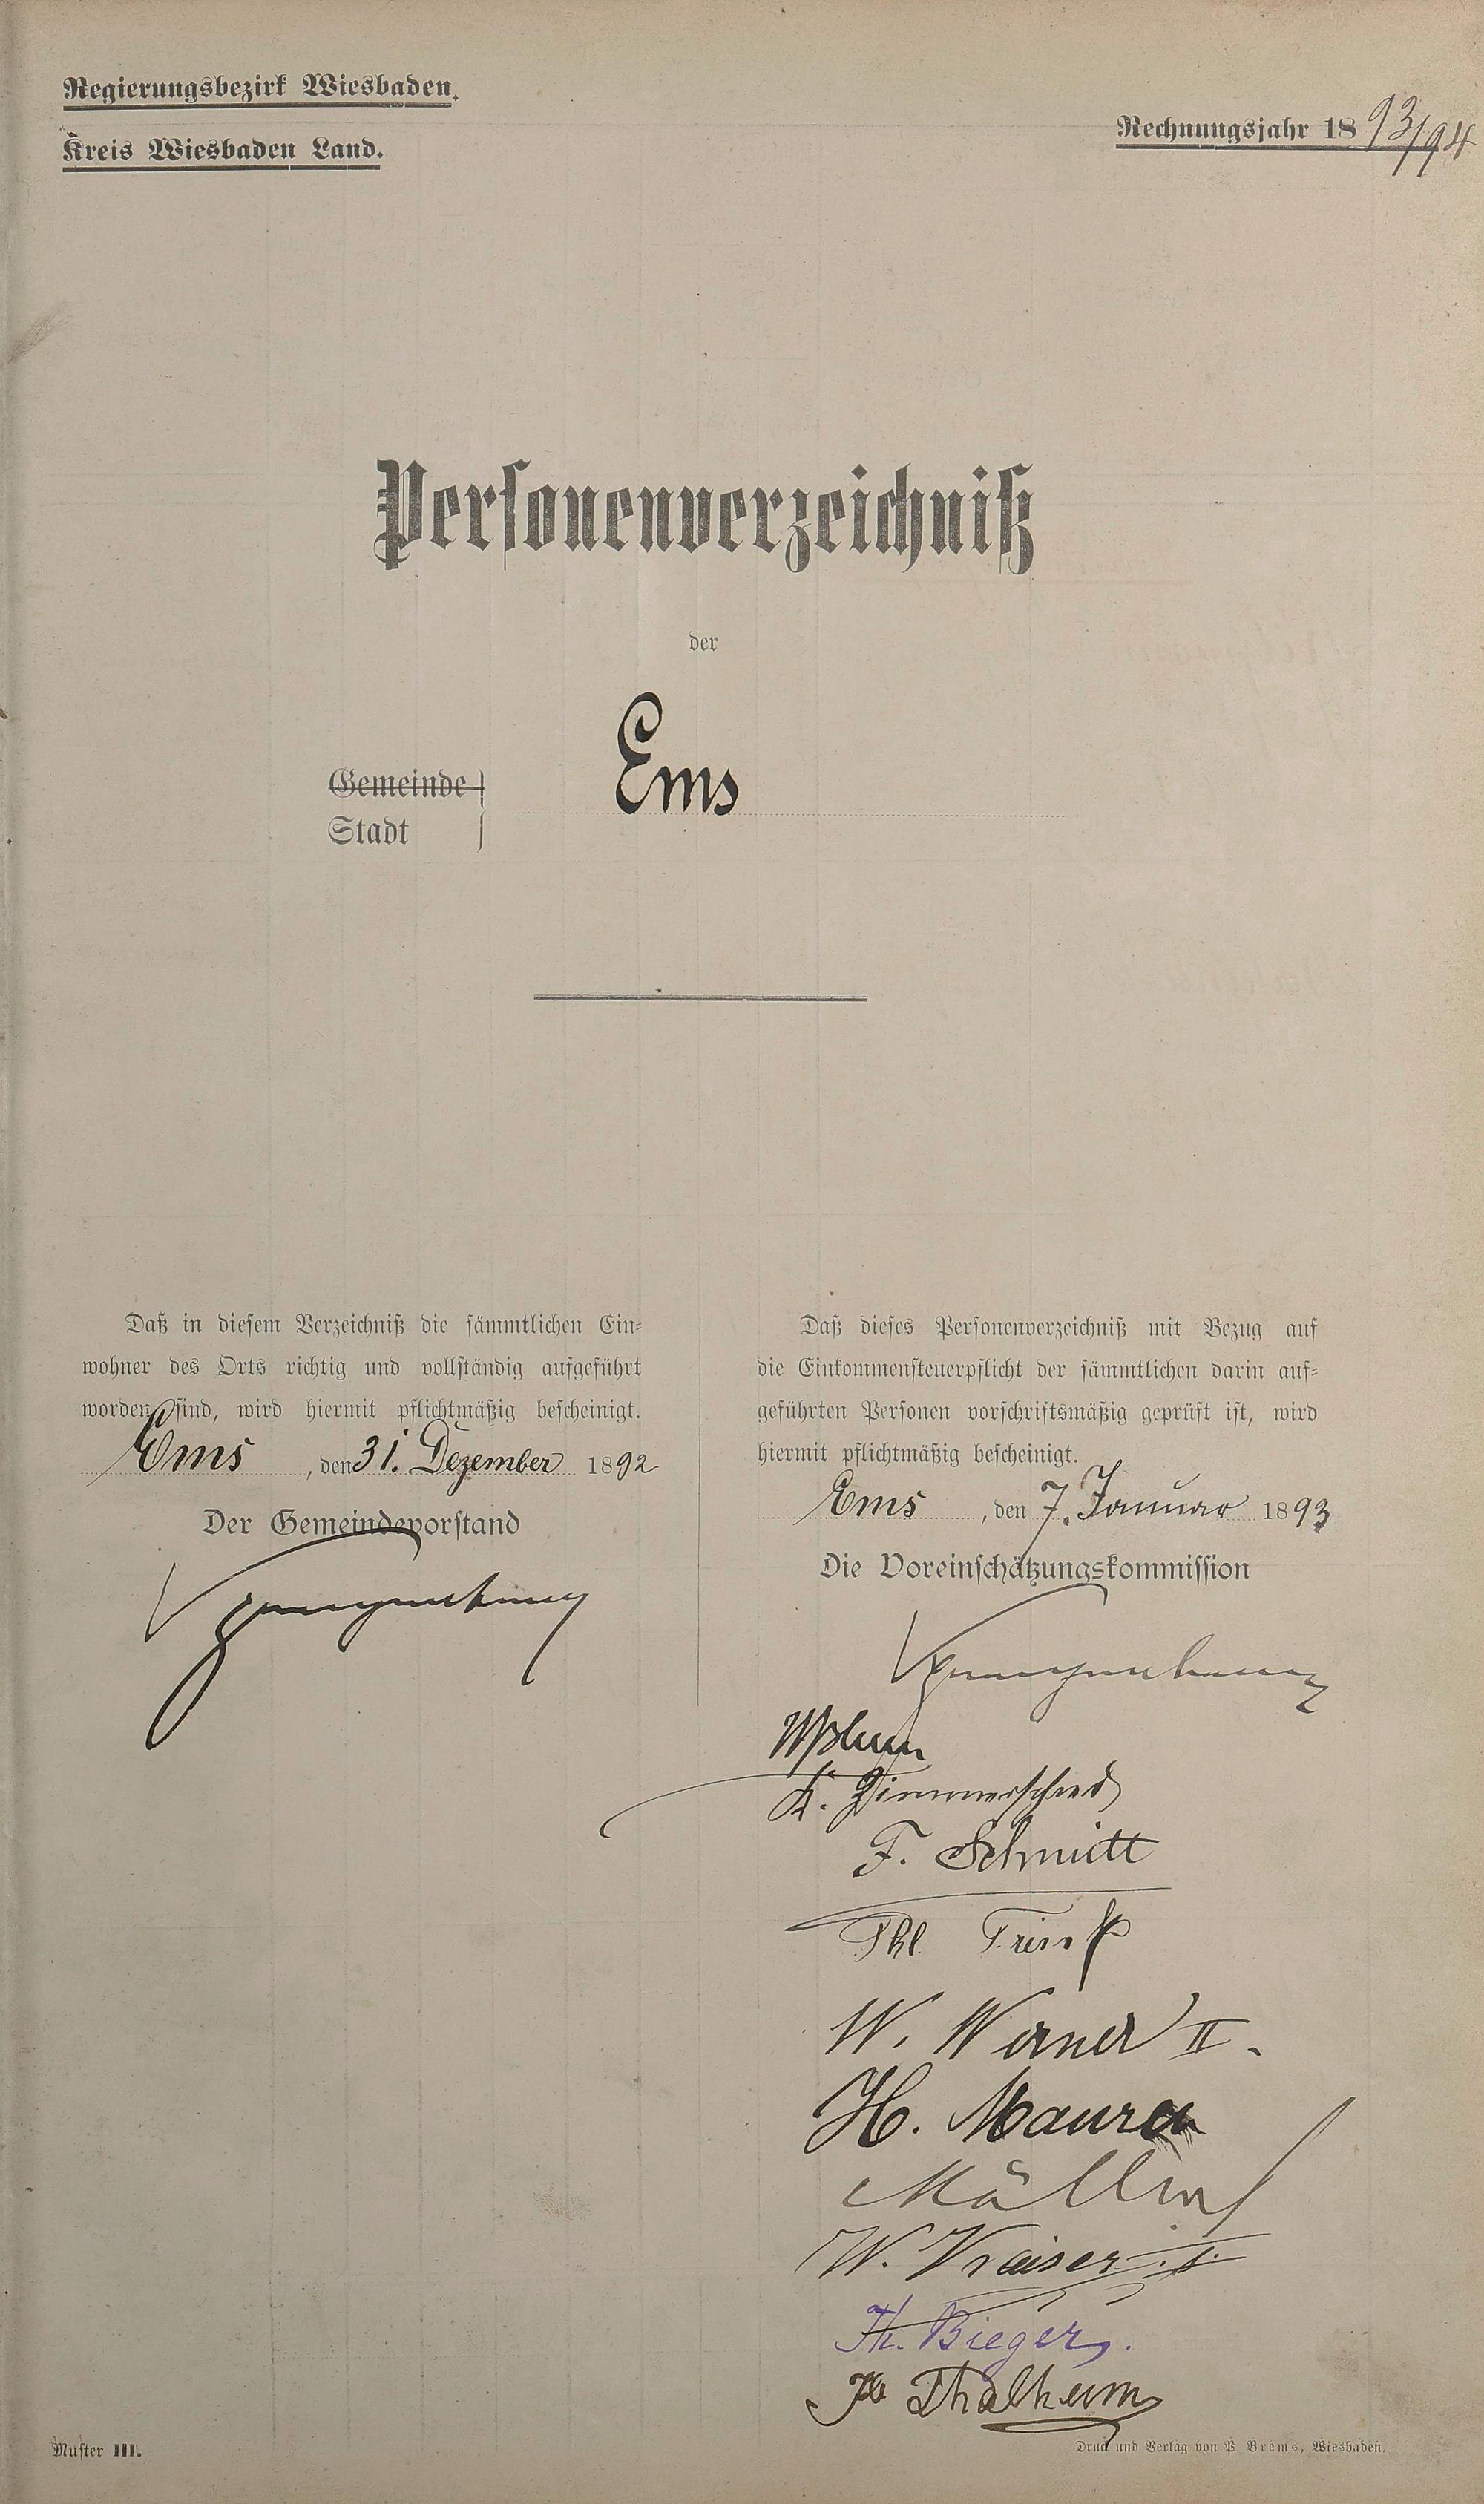 Regierungsbezirk Wiesbaden.
Kreis Wiesbaden Land.
Rechnungsjahr 1893/94
Personenverzeichniß
der
Gemeinde
Stadt
Ems
Daß in diesem Verzeichniß die sämmtlichen Ein-
wohner des Orts richtig und vollständig aufgeführt
worden sind, wird hiermit pflichtmäßig bescheinigt.
Ems, den 31. Dezember 1892
Der Gemeindevorstand
Daß dieses Personenverzeichniß mit Bezug auf
die Einkommensteuerpflicht der sämmtlichen darin auf-
geführten Personen vorschriftsmäßig geprüft ist, wird
hiermit pflichtmäßig bescheinigt.
Ems, den 7. Januar 1893
Die Voreinschätzungskommission
F. Schmitt
Phl.
W. Werner II.
H. Maurer
W. Kaiser
Th. Bieger.
Thalheim
Muster III.
Druck und Verlag von P. Brems, Wiesbaden.